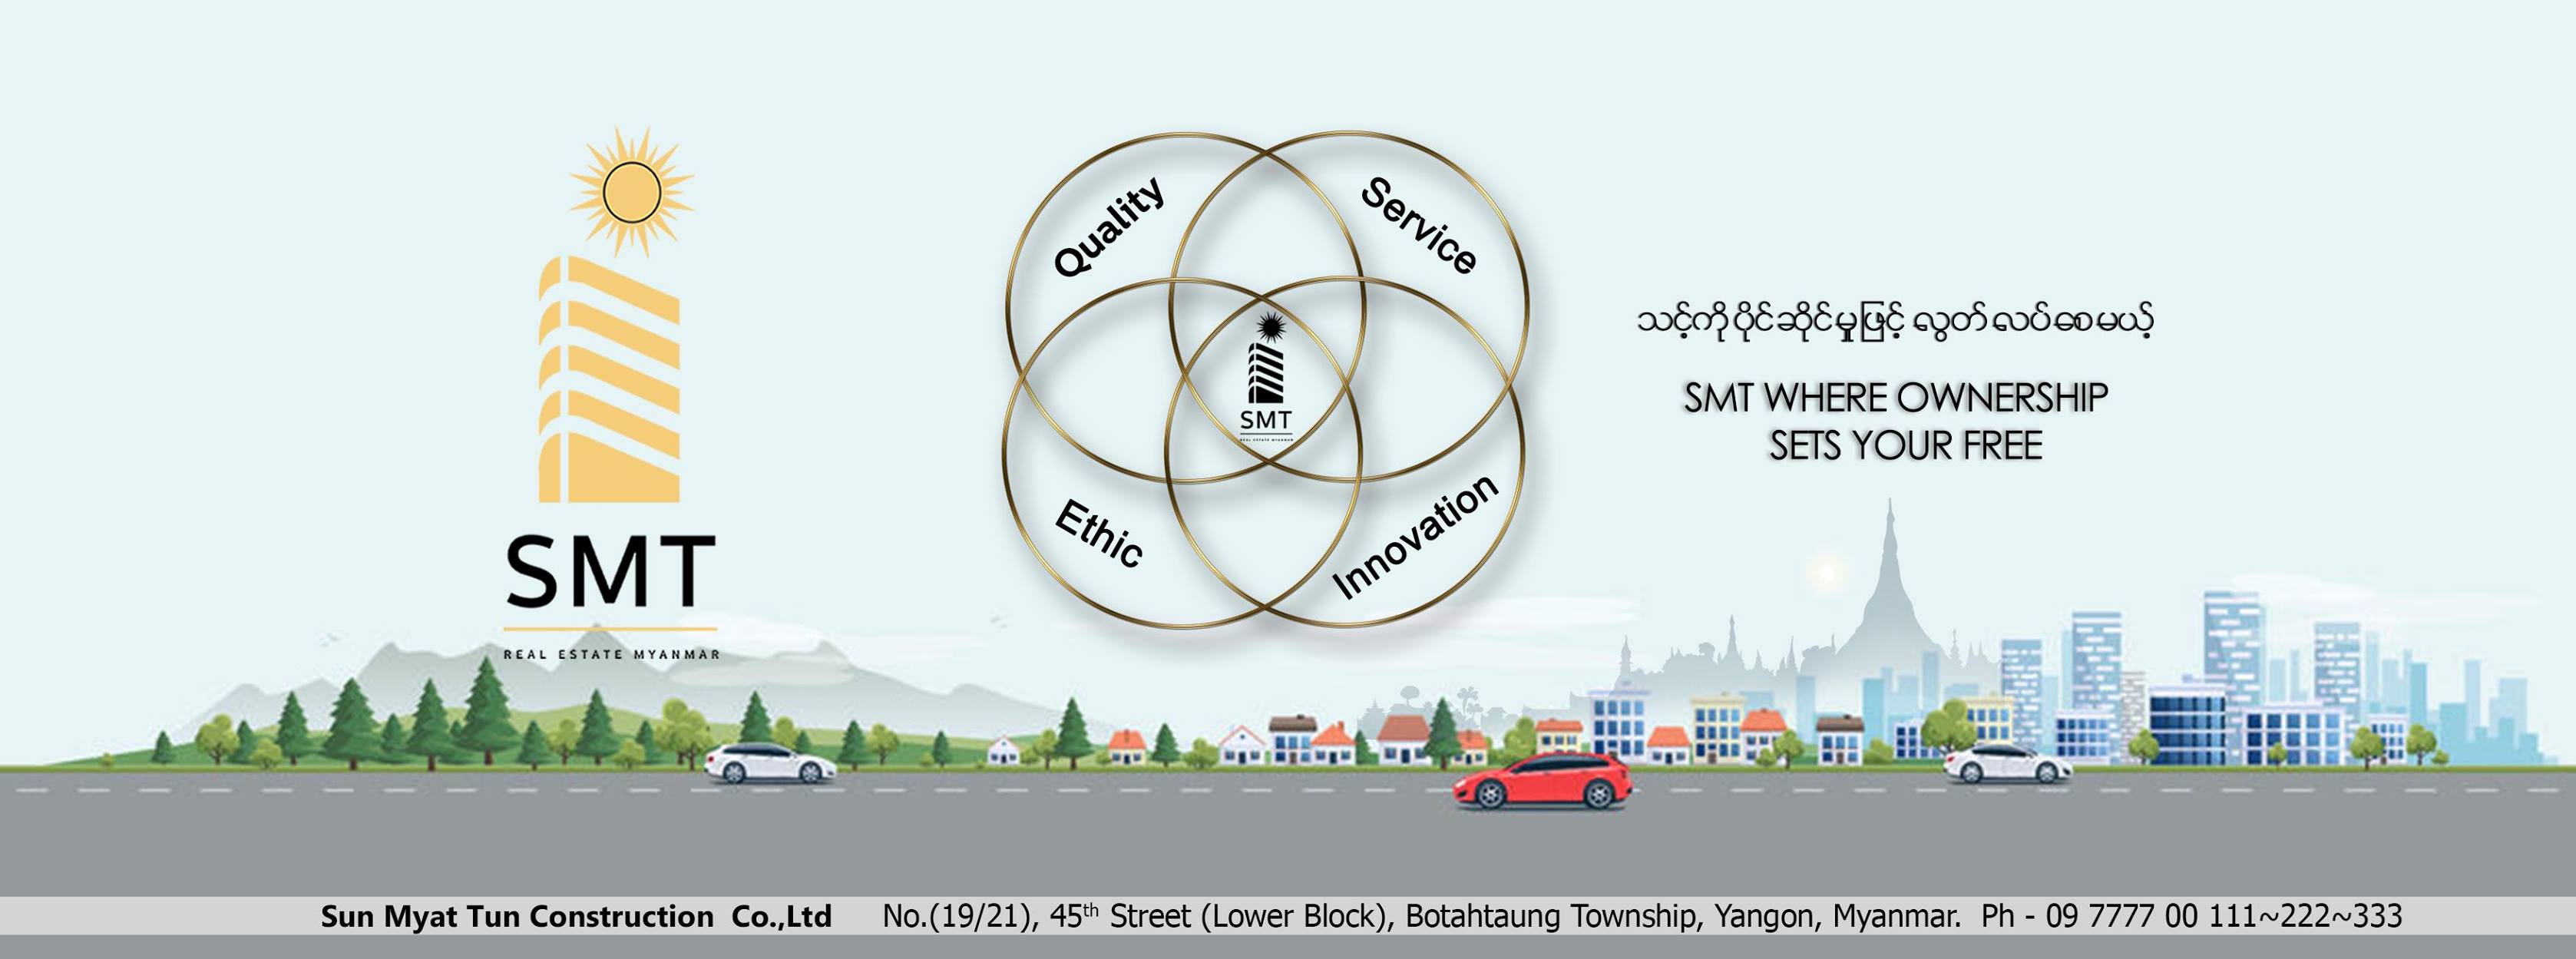 SMT
REAL ESTATE MYANMAR
Quality
Service
SMT
REAL ESTATE MYANMAR
Ethic
Innovation
သင့်ကိုပိုင်ဆိုင်မှုဖြင့် လွတ်လပ်စေမယ့်
SMT WHERE OWNERSHIP
SETS YOUR FREE
Sun Myat Tun Construction Co.,Ltd No.(19/21), 45th Street (Lower Block), Botahtaung Township, Yangon, Myanmar. Ph - 09 7777 00 111~222~333